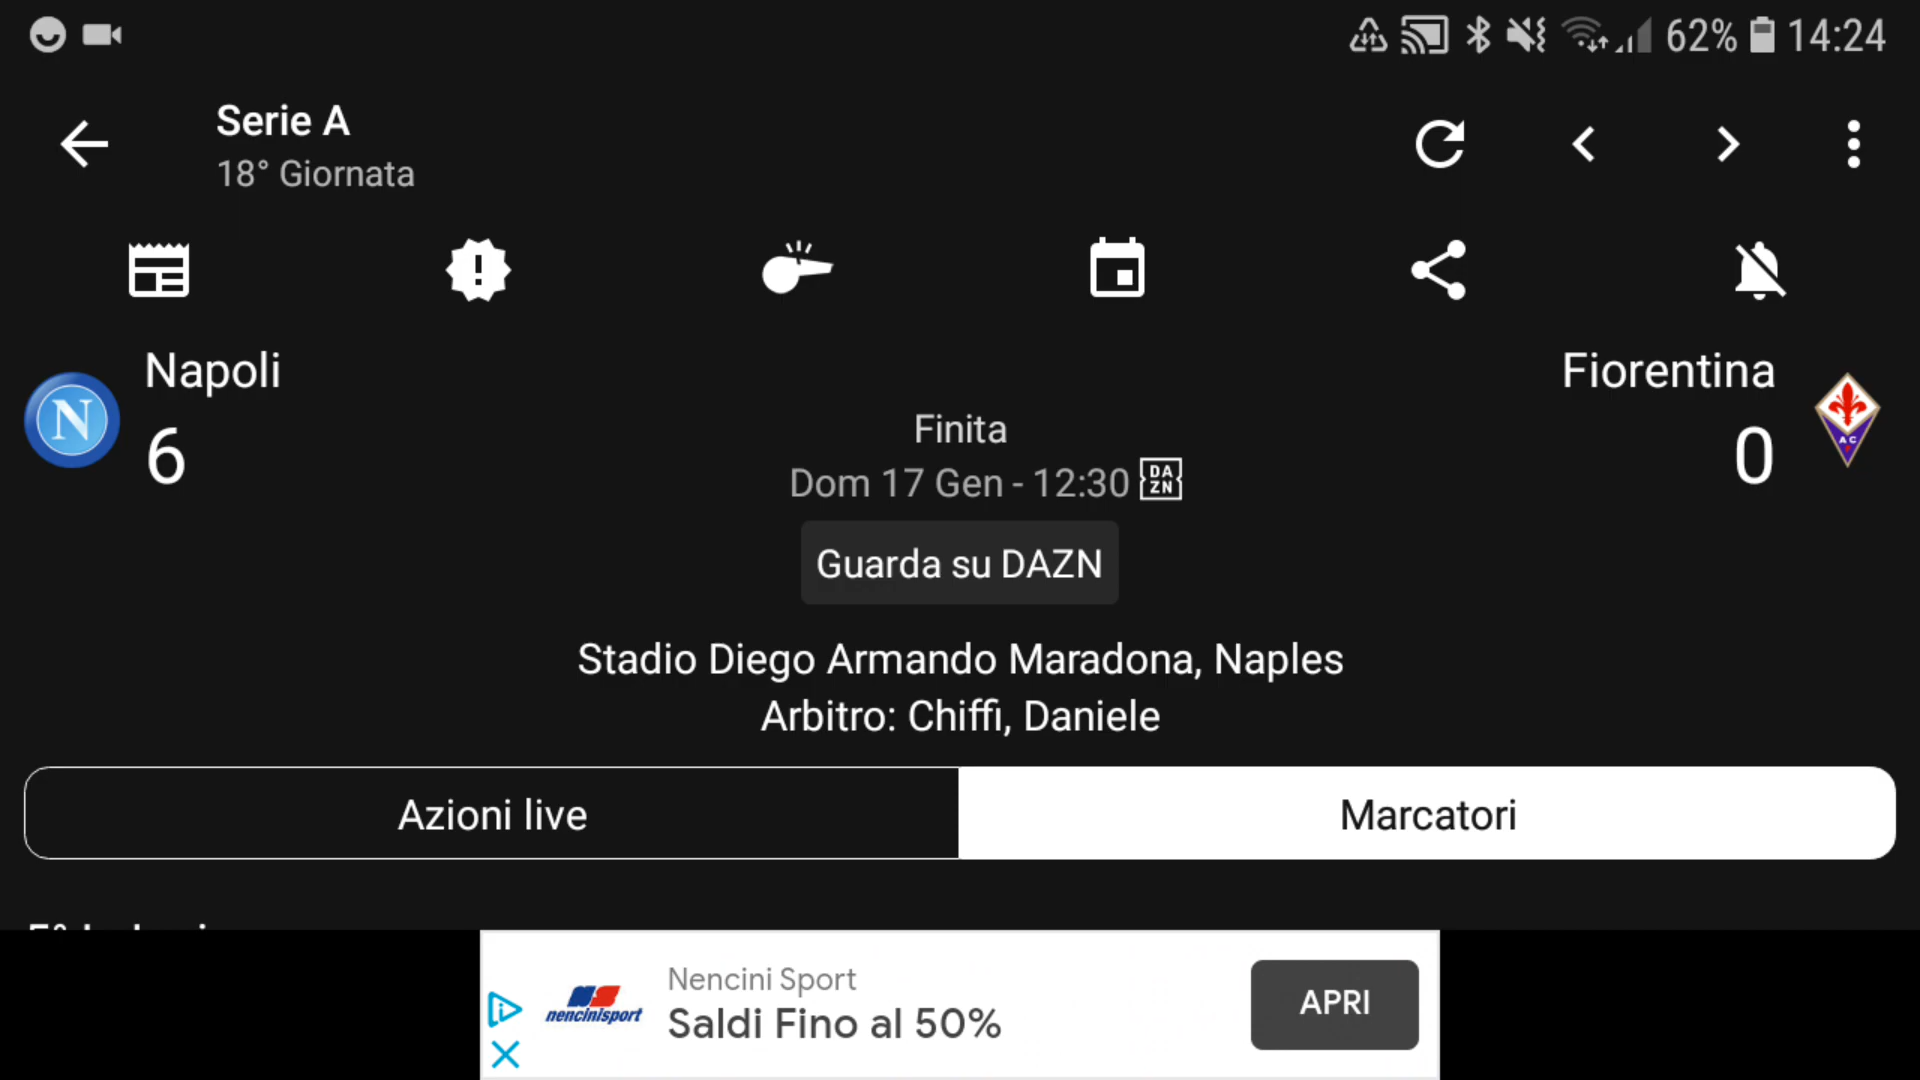 62% 14:24
Serie A
18° Giornata
Napoli
Fiorentina
6
0
Finita
Dom 17 Gen - 12:30 DAZN
Guarda su DAZN
Stadio Diego Armando Maradona, Naples
Arbitro: Chiffi, Daniele
Azioni live
Marcatori
Nencini Sport
nencinisport
Saldi Fino al 50%
APRI
N
AC